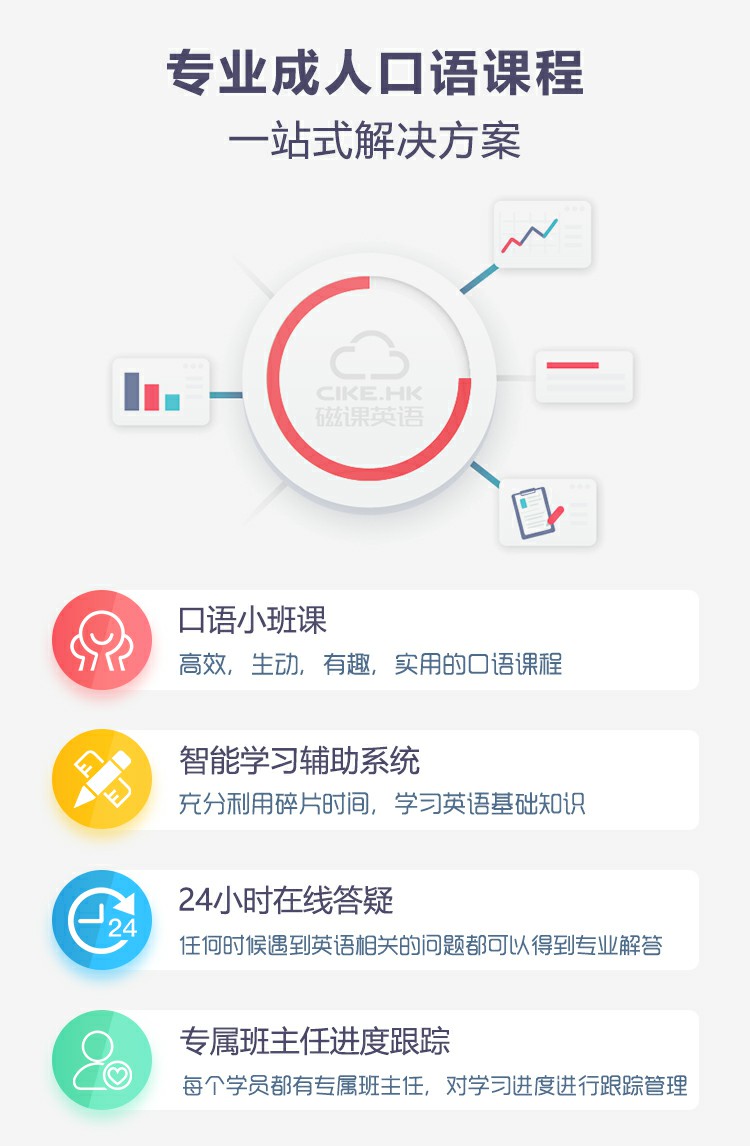 专业成人口语课程
一站式解决方案
CIKE.HK
磁课英语
口语小班课
高效，生动，有趣，实用的口语课程
智能学习辅助系统
充分利用碎片时间，学习英语基础知识
24小时在线答疑
24
任何时候遇到英语相关的问题都可以得到专业解答
专属班主任进度跟踪
每个学员都有专属班主任，对学习进度进行跟踪管理